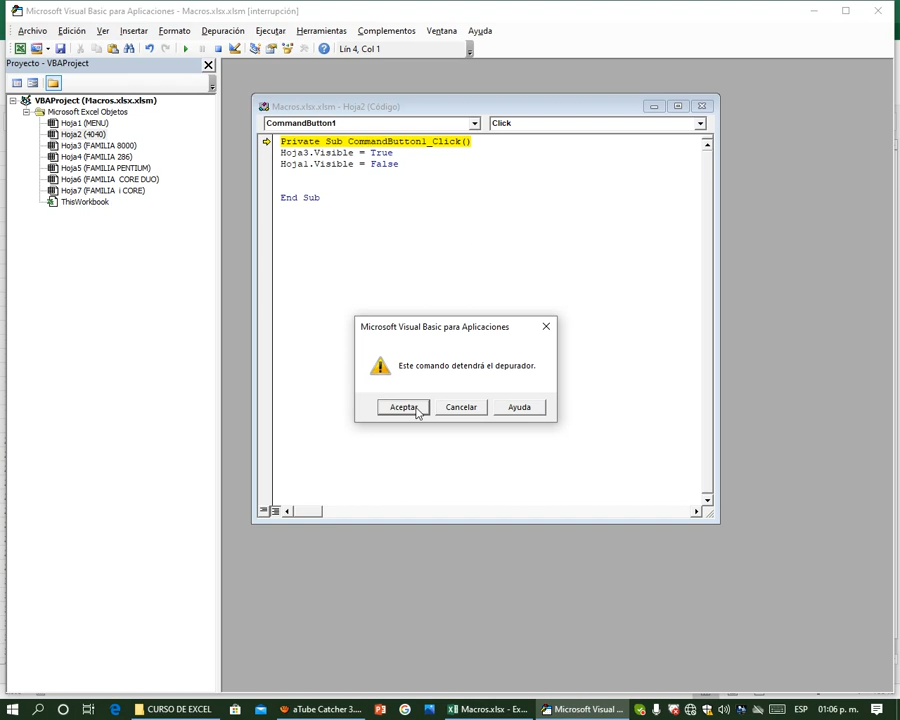 Microsoft Visual Basic para Aplicaciones - Macros.xlsx.xlsm [interrupción]
Archivo Edición Ver Insertar Formato Depuración Ejecutar Herramientas Complementos Ventana Ayuda
Lín 4, Col 1
Proyecto - VBAProject
VBAProject (Macros.xlsx.xlsm)
Microsoft Excel Objetos
Hoja1 (MENU)
Hoja2 (4040)
Hoja3 (FAMILIA 8000)
Hoja4 (FAMILIA 286)
Hoja5 (FAMILIA PENTIUM)
Hoja6 (FAMILIA CORE DUO)
Hoja7 (FAMILIA i CORE)
ThisWorkbook
Macros.xlsx.xlsm - Hoja2 (Código)
CommandButton1 Click
Private Sub CommandButton1_Click()
Hoja3.Visible = True
Hoja1.Visible = False
End Sub
Microsoft Visual Basic para Aplicaciones
Este comando detendrá el depurador.
Aceptar Cancelar Ayuda
CURSO DE EXCEL aTube Catcher 3.... Macros.xlsx - Exc... Microsoft Visual ... ESP 01:06 p. m.